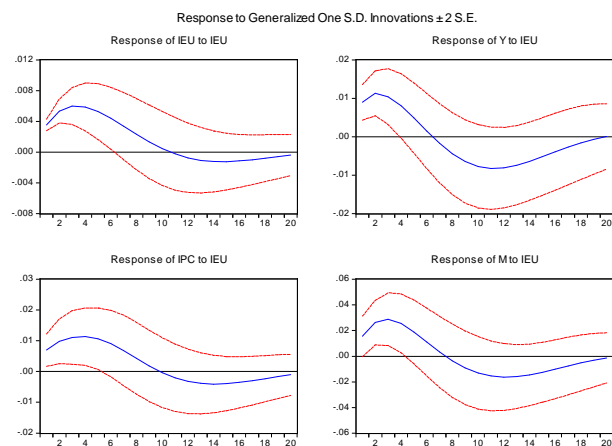 Response to Generalized One S.D. Innovations ± 2 S.E.
Response of IEU to IEU
.012
.008
.004
.000
-.004
-.008
2 4 6 8 10 12 14 16 18 20
Response of Y to IEU
.02
.01
.00
-.01
-.02
2 4 6 8 10 12 14 16 18 20
Response of IPC to IEU
.03
.02
.01
.00
-.01
-.02
2 4 6 8 10 12 14 16 18 20
Response of M to IEU
.06
.04
.02
.00
-.02
-.04
-.06
2 4 6 8 10 12 14 16 18 20